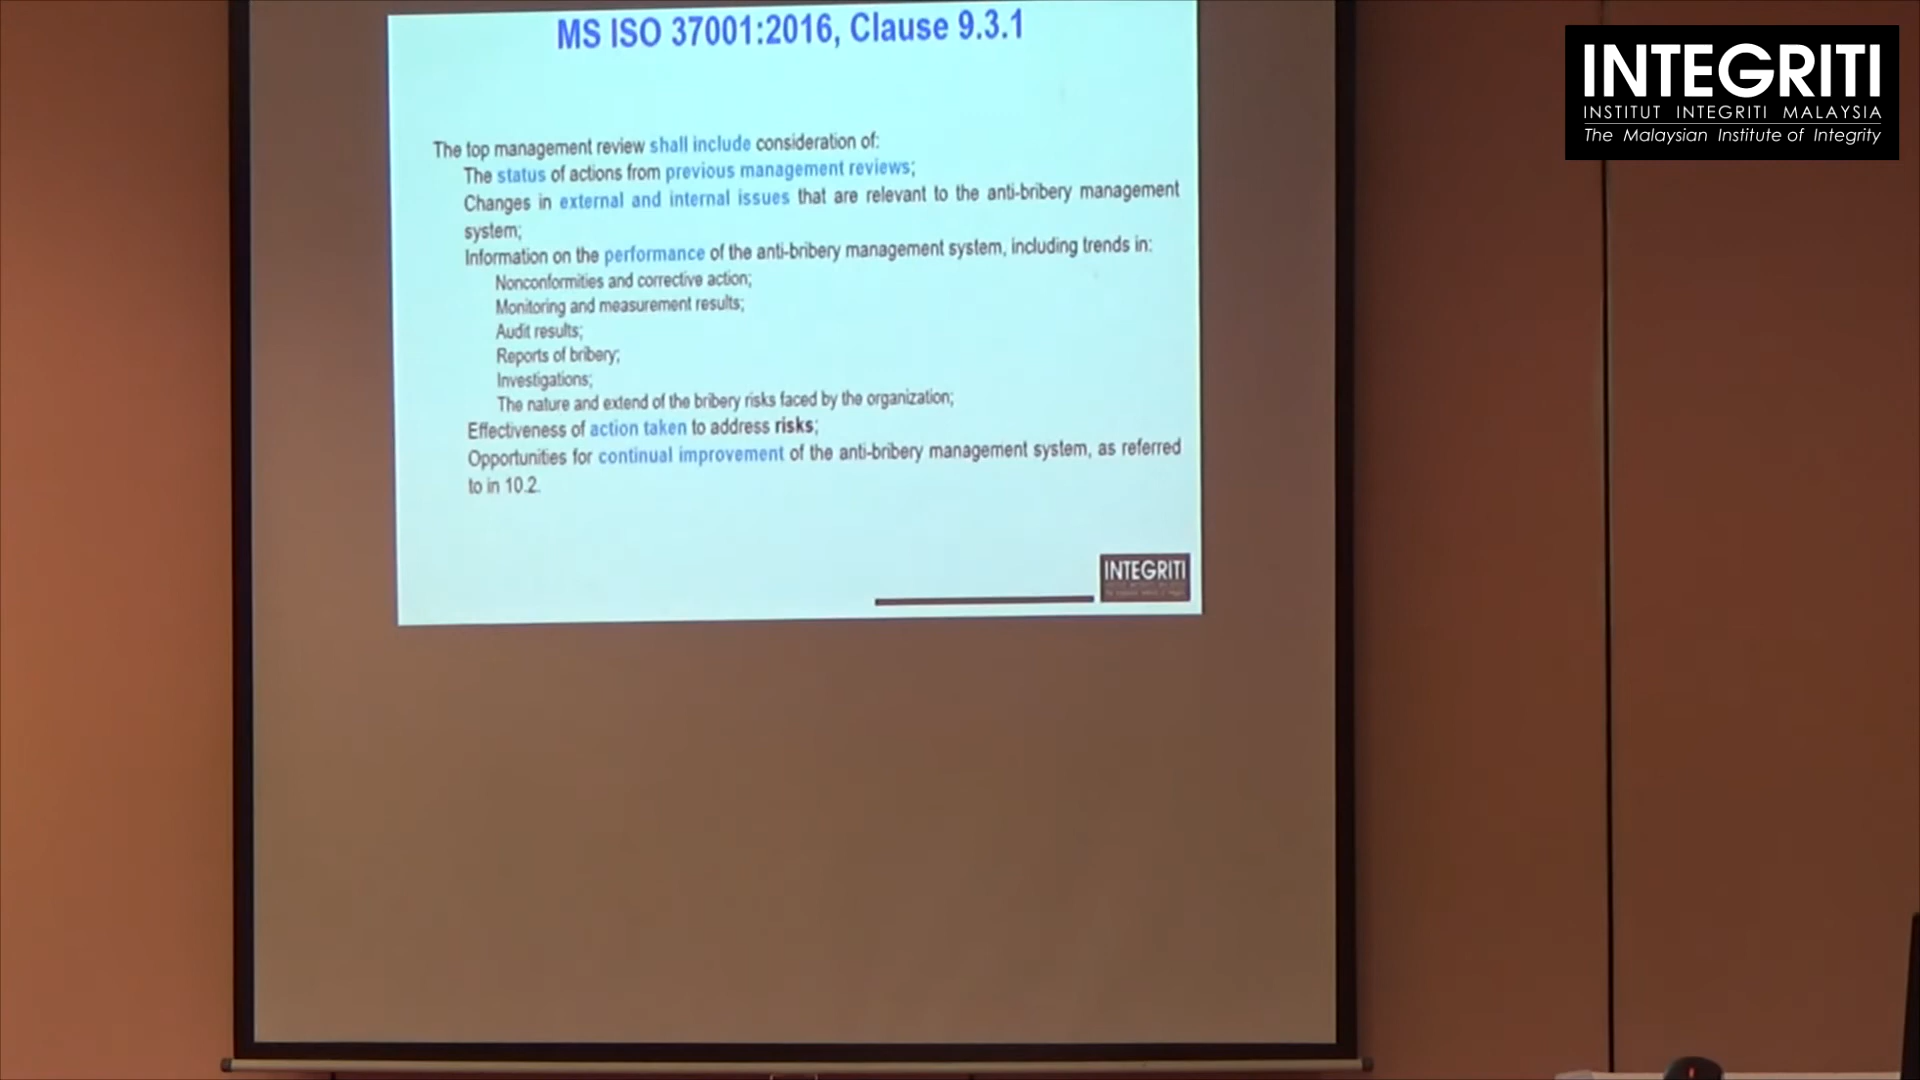 MS ISO 37001:2016, Clause 9.3.1
INTEGRITI
INSTITUT INTEGRITI MALAYSIA
The Malaysian Institute of Integrity
The top management review shall include consideration of:
The status of actions from previous management reviews;
Changes in external and internal issues that are relevant to the anti-bribery management
system;
Information on the performance of the anti-bribery management system, including trends in:
Nonconformities and corrective action;
Monitoring and measurement results;
Audit results;
Reports of bribery;
Investigations;
The nature and extend of the bribery risks faced by the organization;
Effectiveness of action taken to address risks;
Opportunities for continual improvement of the anti-bribery management system, as referred
to in 10.2.
INTEGRITI